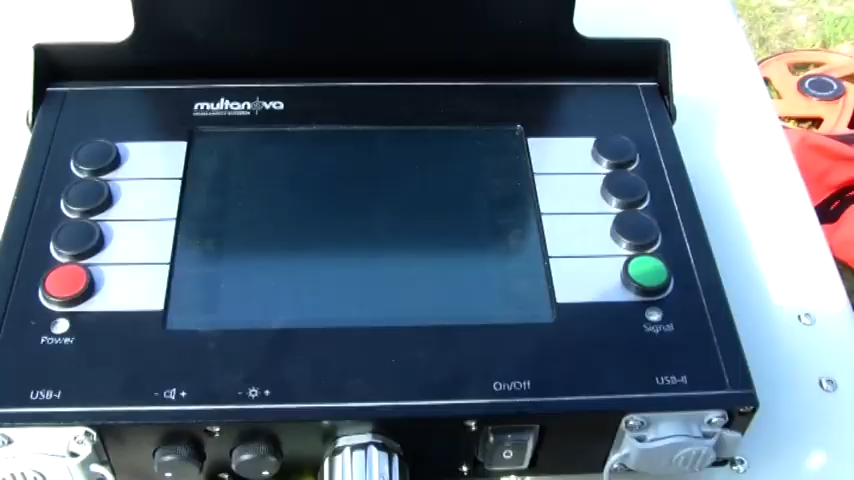 multanova
Power
Signal
USB-I
- +
- +
On/Off
USB-II
O